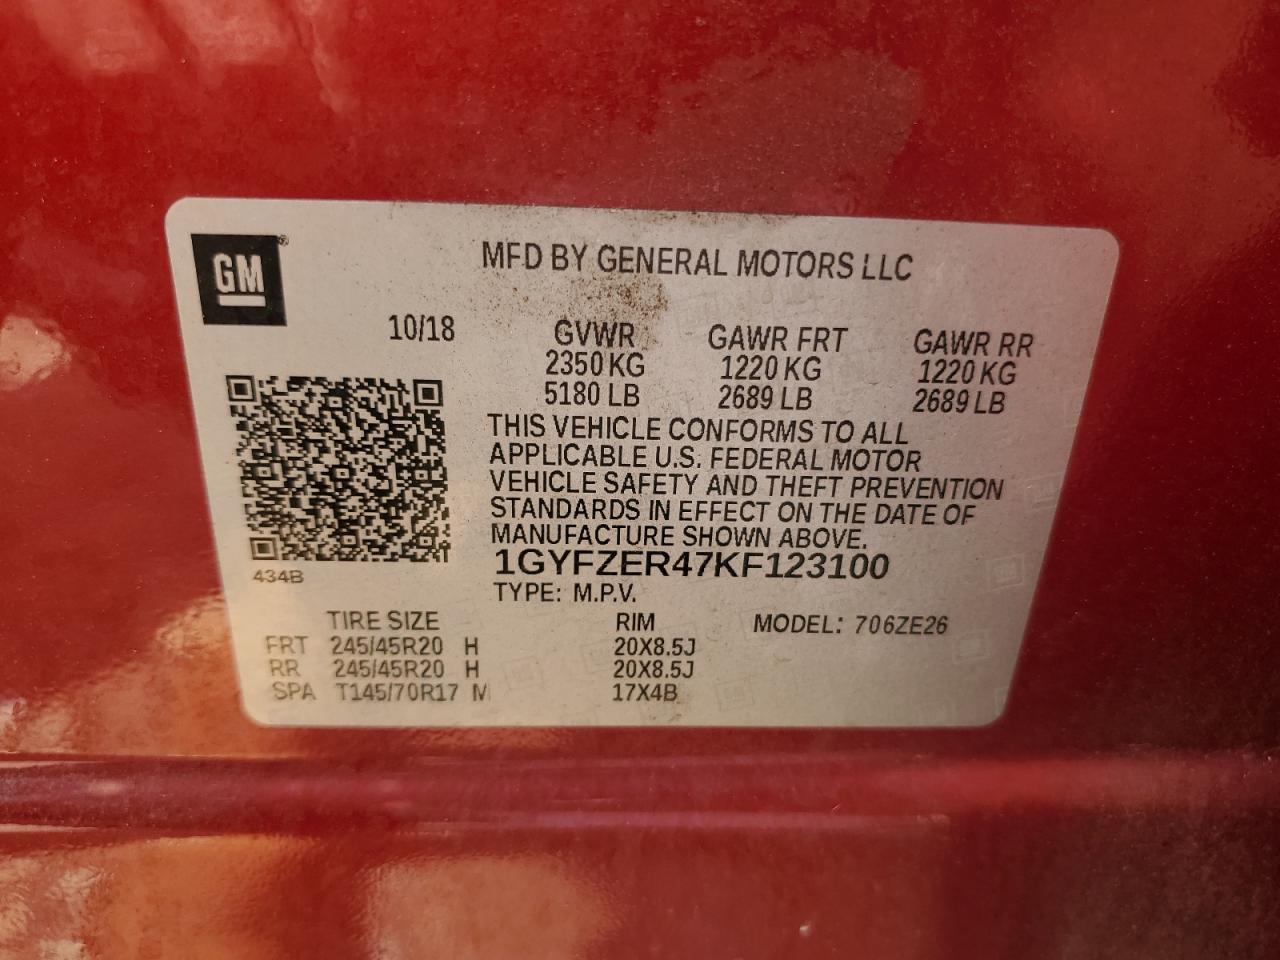 GM®
MFD BY GENERAL MOTORS LLC
10/18 GVWR GAWR FRT GAWR RR
2350 KG 1220 KG 1220 KG
5180 LB 2689 LB 2689 LB
THIS VEHICLE CONFORMS TO ALL
APPLICABLE U.S. FEDERAL MOTOR
VEHICLE SAFETY AND THEFT PREVENTION
STANDARDS IN EFFECT ON THE DATE OF
MANUFACTURE SHOWN ABOVE.
1GYFZER47KF123100
434B
TYPE: M.P.V.
TIRE SIZE RIM MODEL: 706ZE26
FRT 245/45R20 H 20X8.5J
RR 245/45R20 H 20X8.5J
SPA T145/70R17 M 17X4B